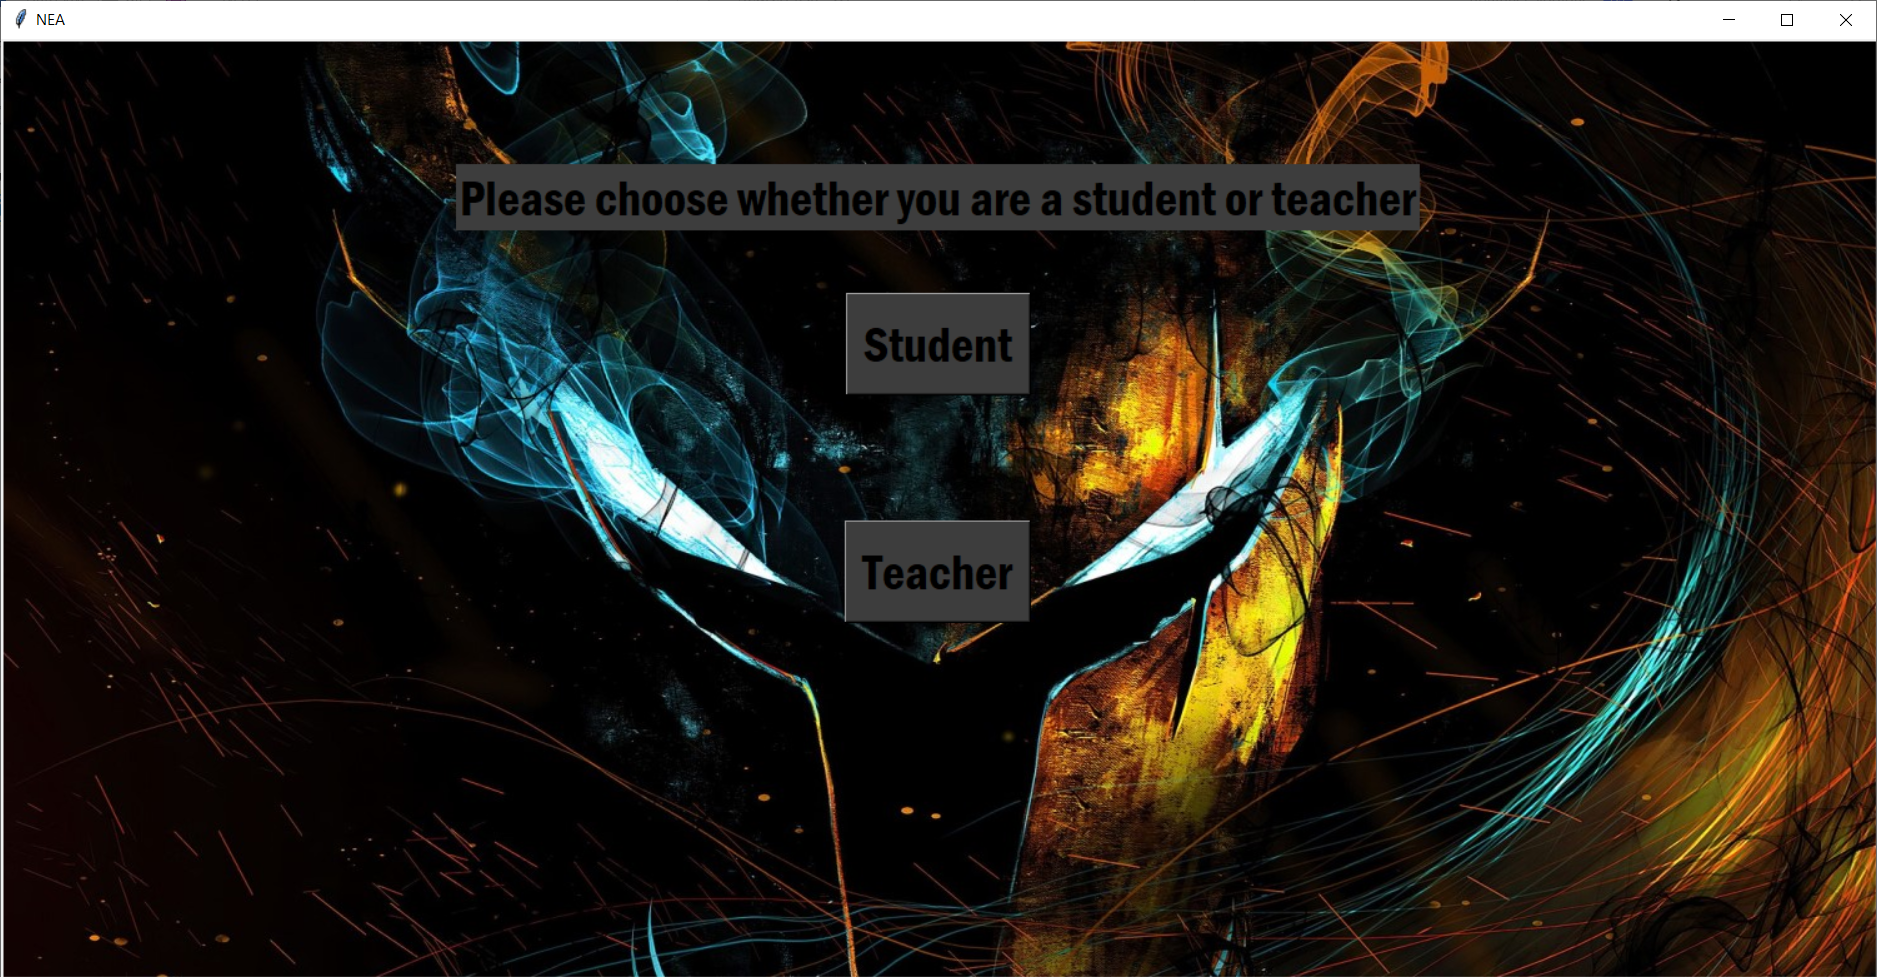 NEA
Please choose whether you are a student or teacher
Student
Teacher